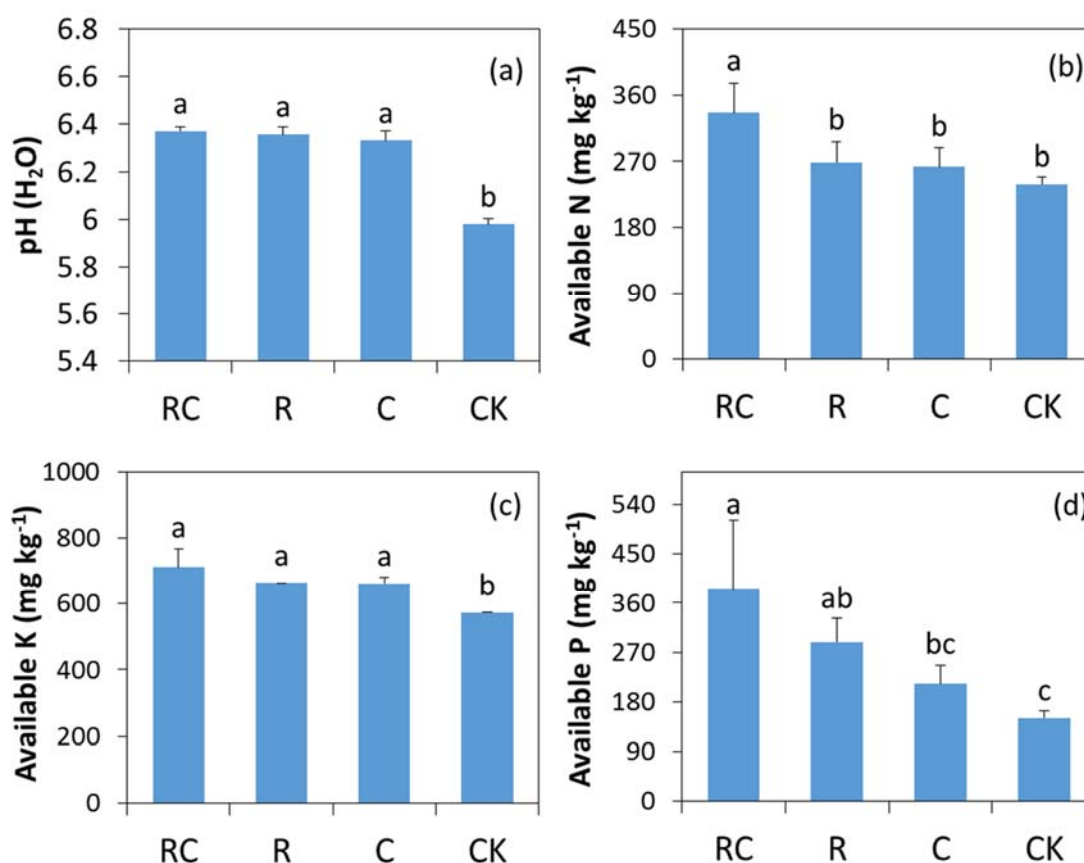 (a)
pH (H₂O)
6.8
6.6
6.4
6.2
6
5.8
5.6
5.4
a
a
a
b
RC R C CK
(b)
Available N (mg kg⁻¹)
450
360
270
180
90
0
a
b
b
b
RC R C CK
(c)
Available K (mg kg⁻¹)
1000
800
600
400
200
0
a
a
a
b
RC R C CK
(d)
Available P (mg kg⁻¹)
540
450
360
270
180
90
0
a
ab
bc
c
RC R C CK